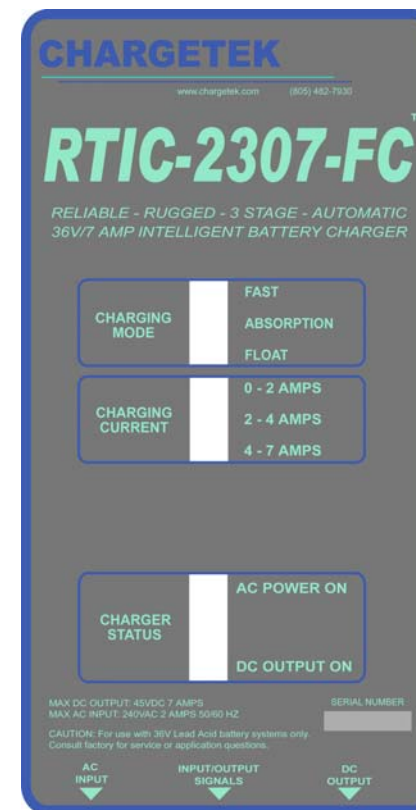 CHARGETEK
www.chargetek.com (805) 482-7930
RTIC-2307-FC
RELIABLE - RUGGED - 3 STAGE - AUTOMATIC
36V/7 AMP INTELLIGENT BATTERY CHARGER
CHARGING
MODE
FAST
ABSORPTION
FLOAT
CHARGING
CURRENT
0 - 2 AMPS
2 - 4 AMPS
4 - 7 AMPS
CHARGER
STATUS
AC POWER ON
DC OUTPUT ON
MAX DC OUTPUT: 45VDC 7 AMPS
MAX AC INPUT: 240VAC 2 AMPS 50/60 HZ
SERIAL NUMBER
CAUTION: For use with 36V Lead Acid battery systems only.
Consult factory for service or application questions.
AC
INPUT
INPUT/OUTPUT
SIGNALS
DC
OUTPUT